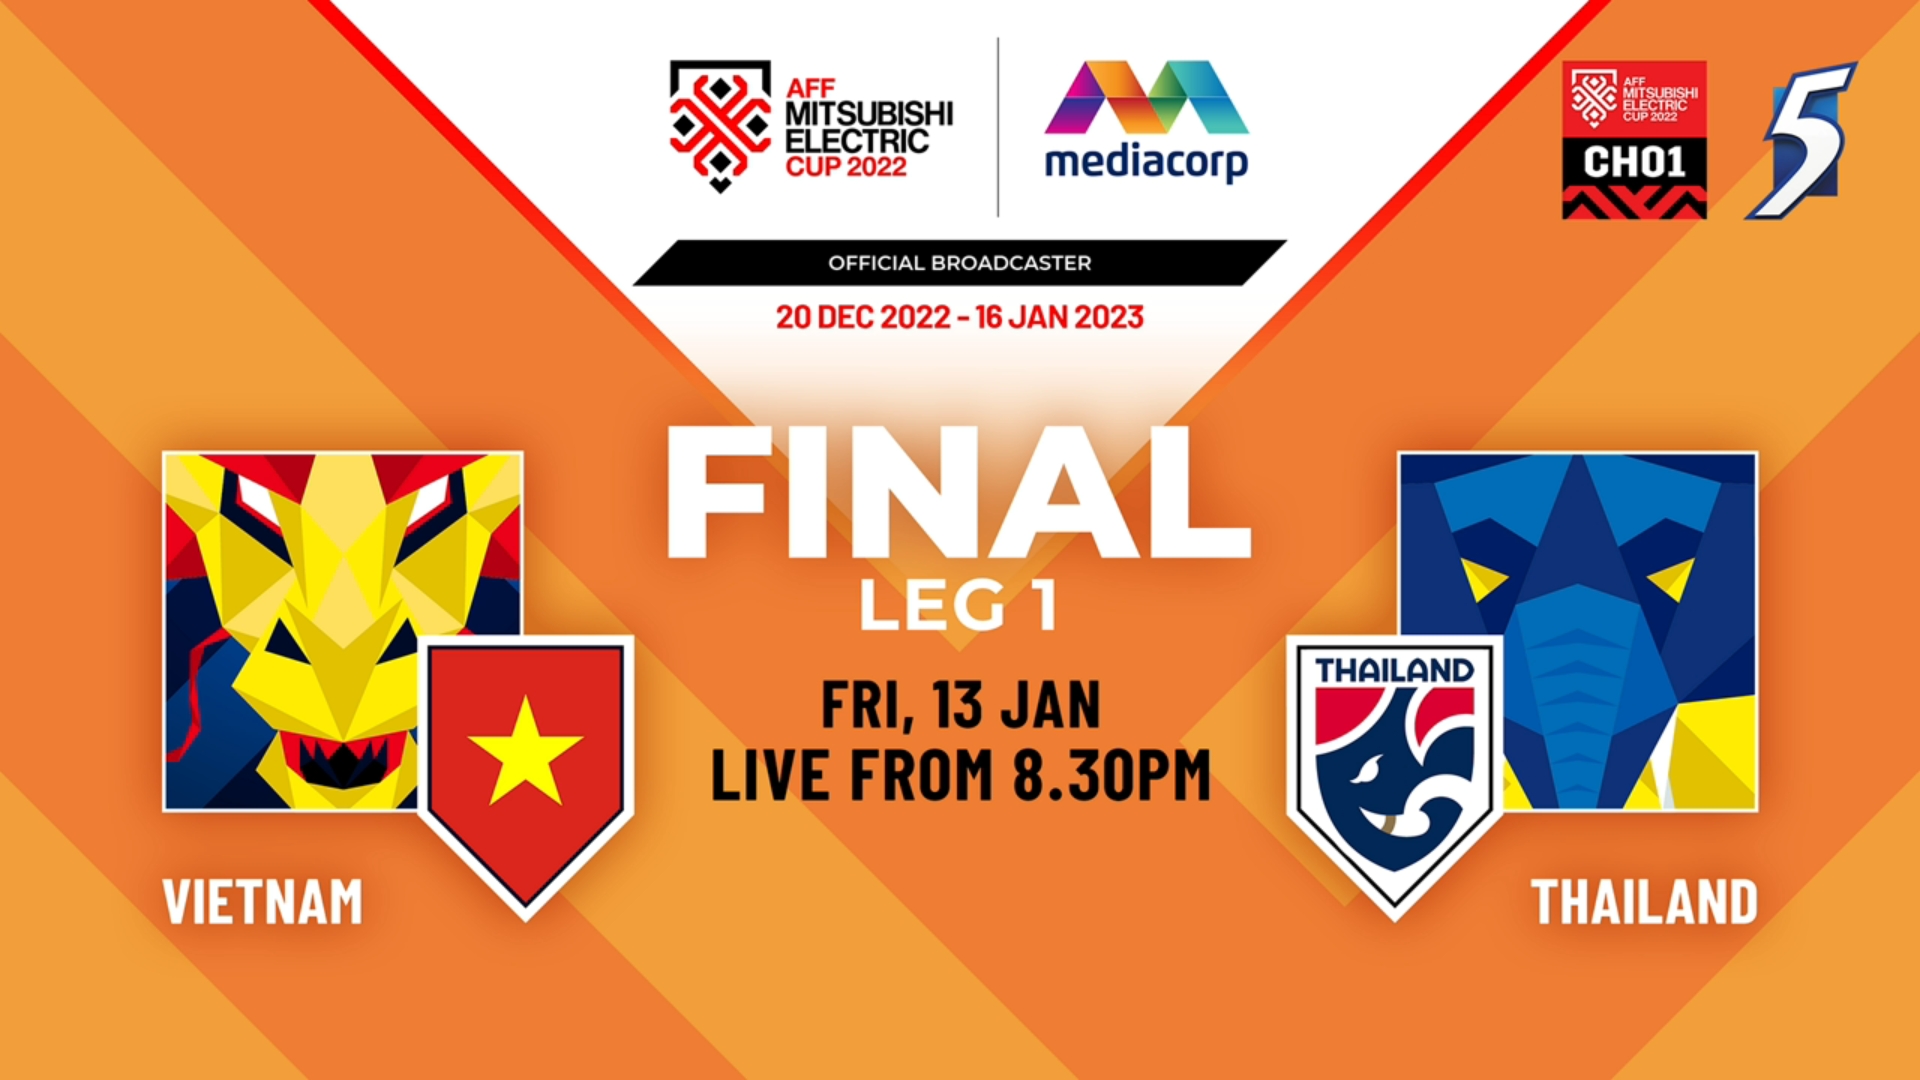 AFF
MITSUBISHI
ELECTRIC
CUP 2022
mediacorp
AFF
MITSUBISHI
ELECTRIC
CUP 2022
CH01
5
OFFICIAL BROADCASTER
20 DEC 2022 - 16 JAN 2023
FINAL
LEG 1
FRI, 13 JAN
LIVE FROM 8.30PM
THAILAND
VIETNAM
THAILAND